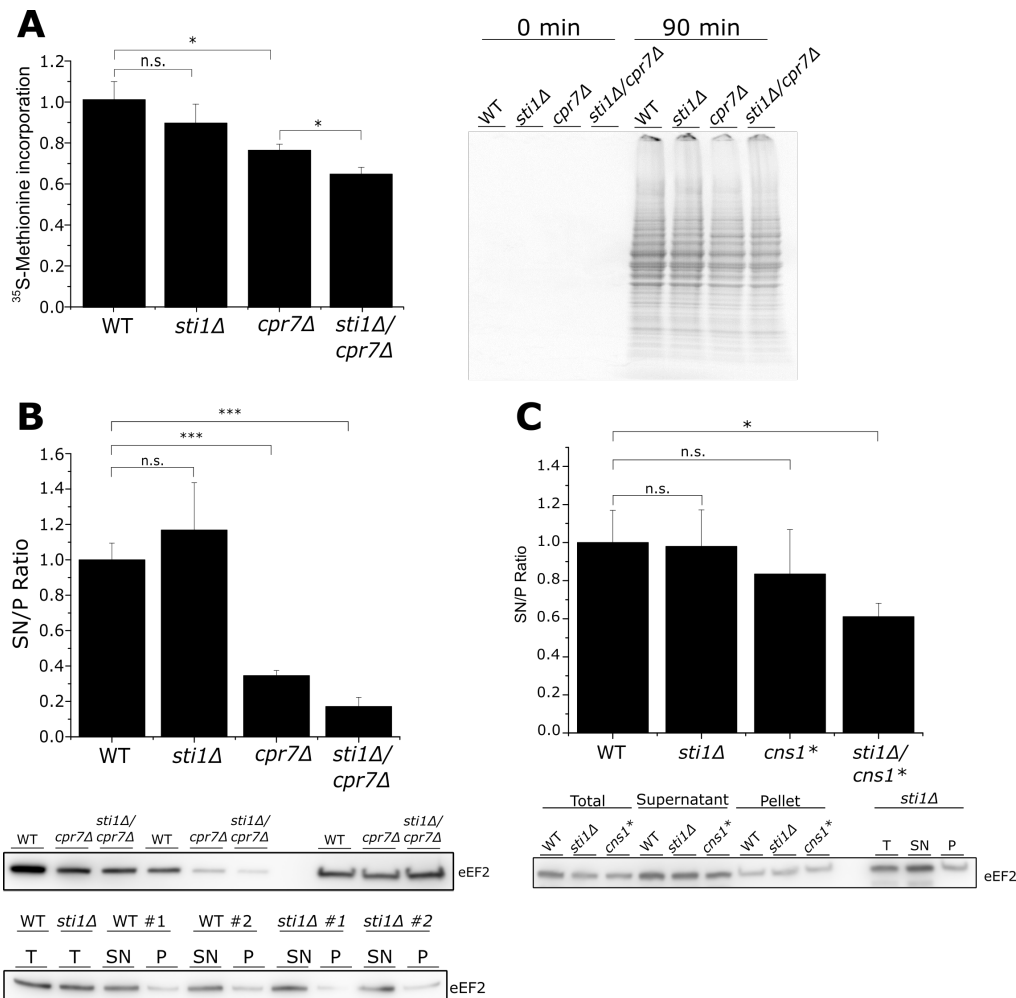 A
0 min 90 min
WT sti1Δ cpr7Δ sti1Δ/cpr7Δ WT sti1Δ cpr7Δ sti1Δ/cpr7Δ
*
n.s.
*
³⁵S-Methionine incorporation
1.2
1.0
0.8
0.6
0.4
0.2
0.0
WT sti1Δ cpr7Δ sti1Δ/
cpr7Δ
B
***
***
n.s.
SN/P Ratio
1.6
1.4
1.2
1.0
0.8
0.6
0.4
0.2
0.0
WT sti1Δ cpr7Δ sti1Δ/
cpr7Δ
WT cpr7Δ sti1Δ/cpr7Δ WT cpr7Δ sti1Δ/cpr7Δ WT cpr7Δ sti1Δ/cpr7Δ
eEF2
WT sti1Δ WT #1 WT #2 sti1Δ #1 sti1Δ #2
T T SN P SN P SN P SN P
eEF2
C
*
n.s.
n.s.
SN/P Ratio
1.4
1.2
1.0
0.8
0.6
0.4
0.2
0.0
WT sti1Δ cns1* sti1Δ/
cns1*
Total Supernatant Pellet sti1Δ
WT sti1Δ cns1* WT sti1Δ cns1* WT sti1Δ cns1* T SN P
eEF2